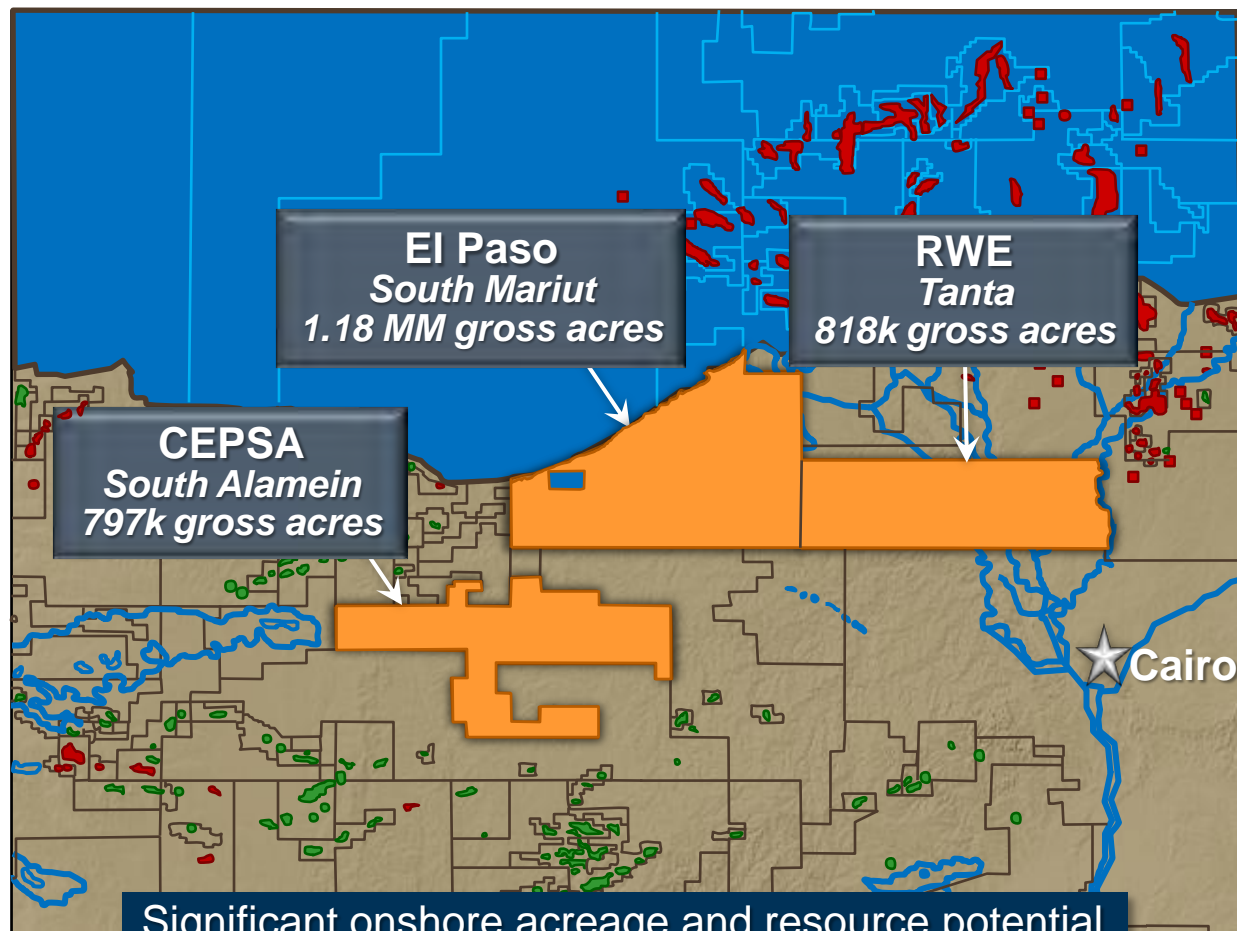 El Paso
South Mariut
1.18 MM gross acres
RWE
Tanta
818k gross acres
CEPSA
South Alamein
797k gross acres
Cairo
Significant onshore acreage and resource potential